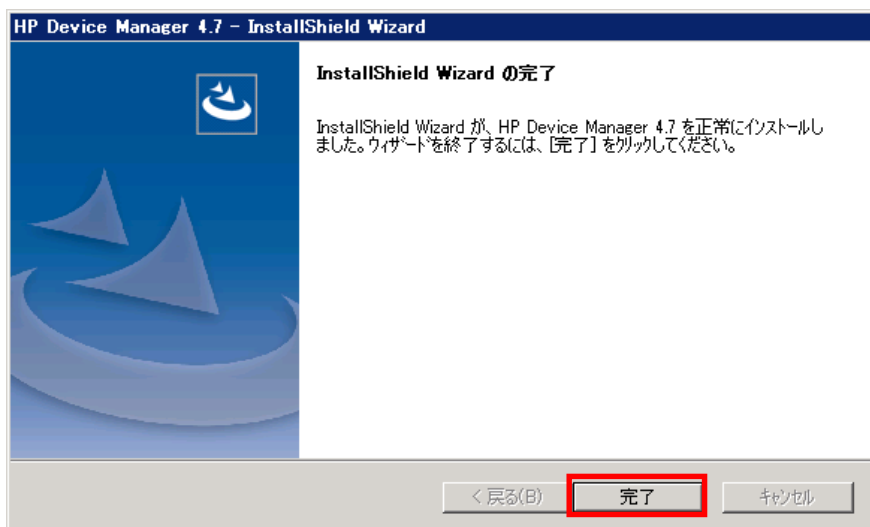 HP Device Manager 4.7 - InstallShield Wizard
InstallShield Wizard の完了
InstallShield Wizard が、HP Device Manager 4.7 を正常にインストールし
ました。ウィザードを終了するには、[完了] をクリックしてください。
< 戻る(B)
完了
キャンセル